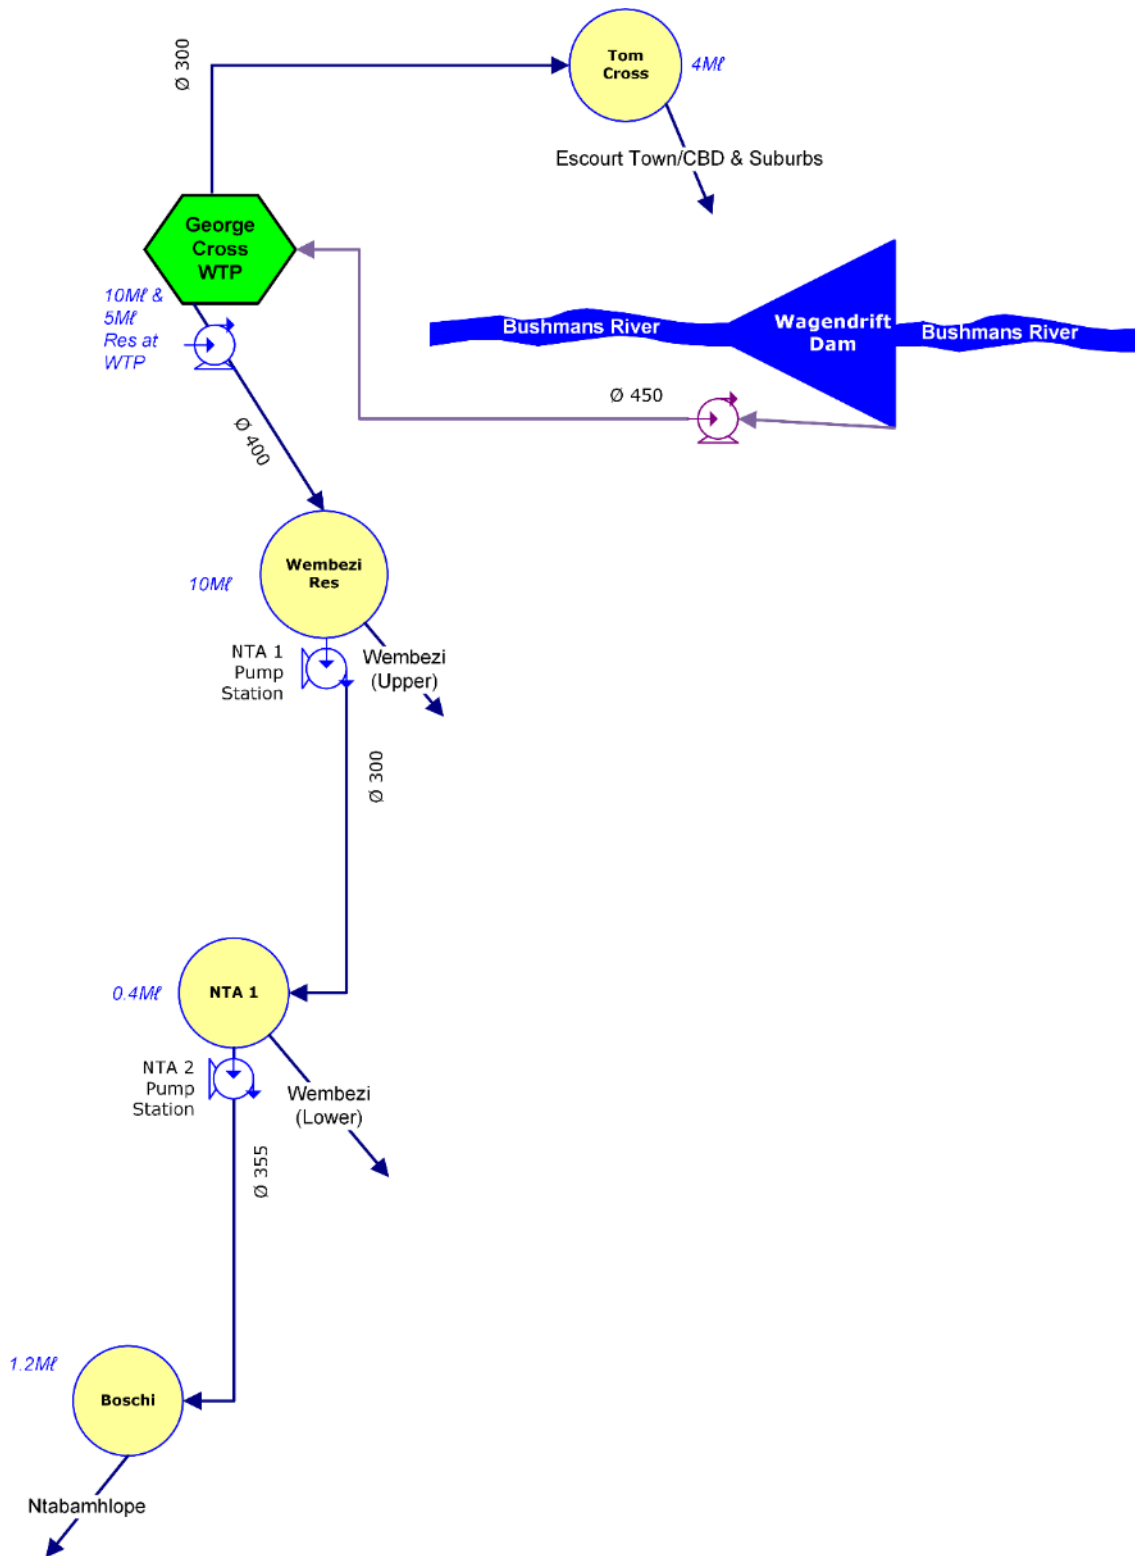 Ø 300
Tom
Cross
4Mℓ
Escourt Town/CBD & Suburbs
George
Cross
WTP
10Mℓ &
5Mℓ
Res at
WTP
Bushmans River
Wagendrift
Dam
Bushmans River
Ø 450
Ø 400
Wembezi
Res
10Mℓ
NTA 1
Pump
Station
Wembezi
(Upper)
Ø 300
NTA 1
0.4Mℓ
NTA 2
Pump
Station
Wembezi
(Lower)
Ø 355
1.2Mℓ
Boschi
Ntabamhlope